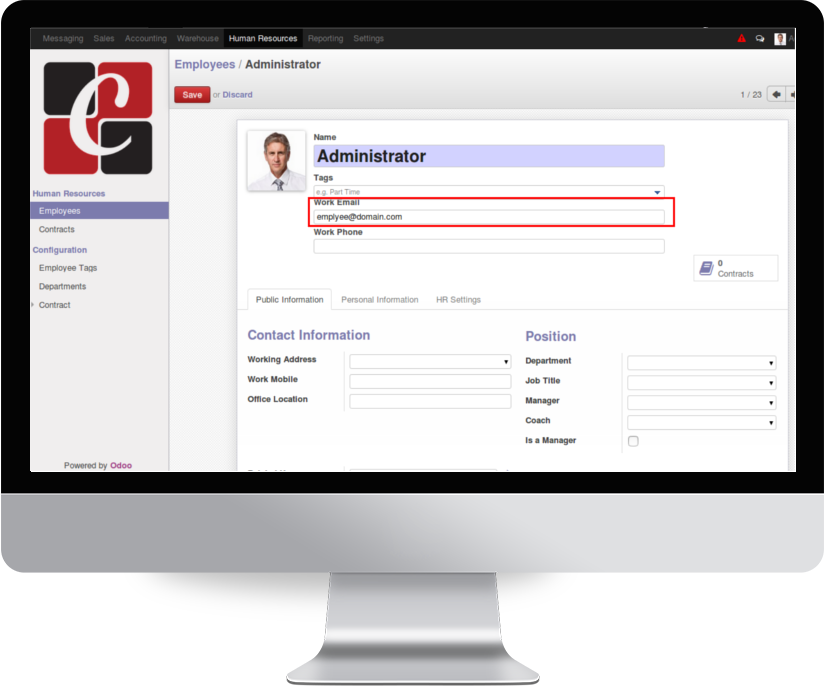 Messaging Sales Accounting Warehouse Human Resources Reporting Settings
Employees / Administrator
Save or Discard
1 / 23
C
Name
Administrator
Tags
e.g. Part Time
Work Email
emplyee@domain.com
Work Phone
0
Contracts
Human Resources
Employees
Contracts
Configuration
Employee Tags
Departments
Contract
Public Information Personal Information HR Settings
Contact Information
Working Address
Work Mobile
Office Location
Position
Department
Job Title
Manager
Coach
Is a Manager
Powered by Odoo